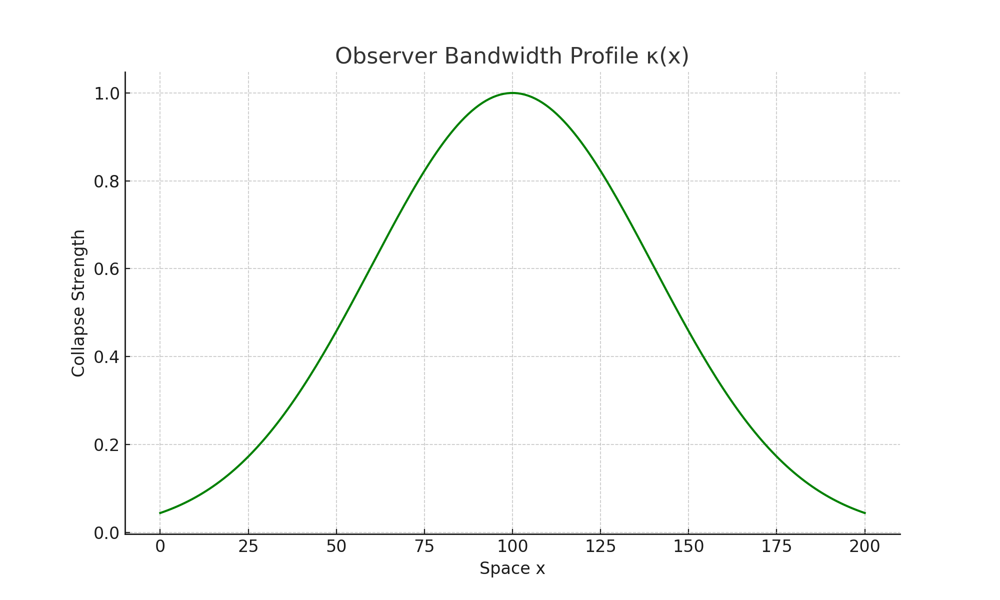 Observer Bandwidth Profile κ(x)
1.0
0.8
0.6
0.4
0.2
0.0
Collapse Strength
0 25 50 75 100 125 150 175 200
Space x